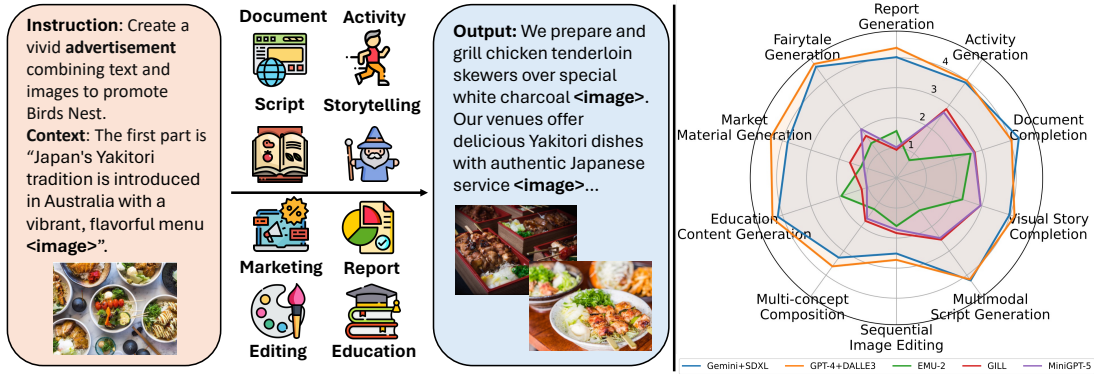 Instruction: Create a
vivid advertisement
combining text and
images to promote
Birds Nest.
Context: The first part is
“Japan's Yakitori
tradition is introduced
in Australia with a
vibrant, flavorful menu
<image>”.
Document
Activity
Script
Storytelling
Marketing
Report
Editing
Education
Output: We prepare and
grill chicken tenderloin
skewers over special
white charcoal <image>.
Our venues offer
delicious Yakitori dishes
with authentic Japanese
service <image>...
Report
Generation
Activity
Generation
Document
Completion
Visual Story
Completion
Multimodal
Script Generation
Sequential
Image Editing
Multi-concept
Composition
Education
Content Generation
Market
Material Generation
Fairytale
Generation
4
3
2
1
Gemini+SDXL
GPT-4+DALLE3
EMU-2
GILL
MiniGPT-5